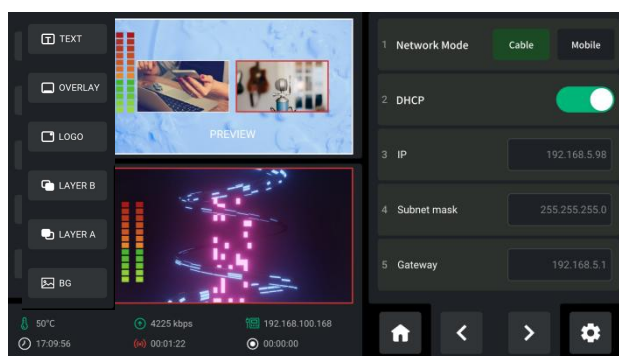 TEXT
OVERLAY
LOGO
LAYER B
LAYER A
BG
PREVIEW
50°C
4225 kbps
192.168.100.168
17:09:56
00:01:22
00:00:00
1 Network Mode Cable Mobile
2 DHCP
3 IP 192.168.5.98
4 Subnet mask 255.255.255.0
5 Gateway 192.168.5.1